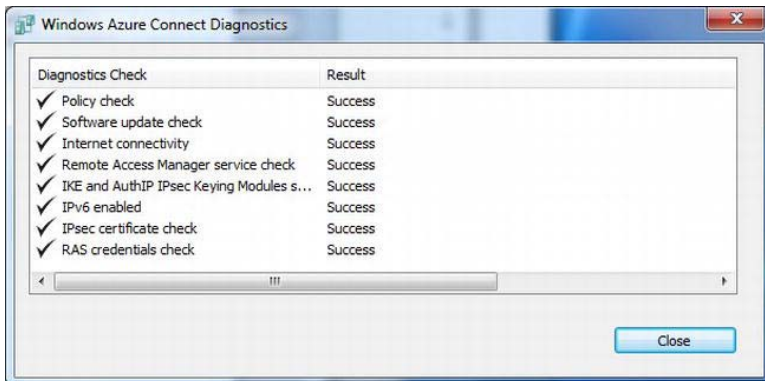 Windows Azure Connect Diagnostics
Diagnostics Check Result
Policy check Success
Software update check Success
Internet connectivity Success
Remote Access Manager service check Success
IKE and AuthIP IPsec Keying Modules s... Success
IPv6 enabled Success
IPsec certificate check Success
RAS credentials check Success
Close